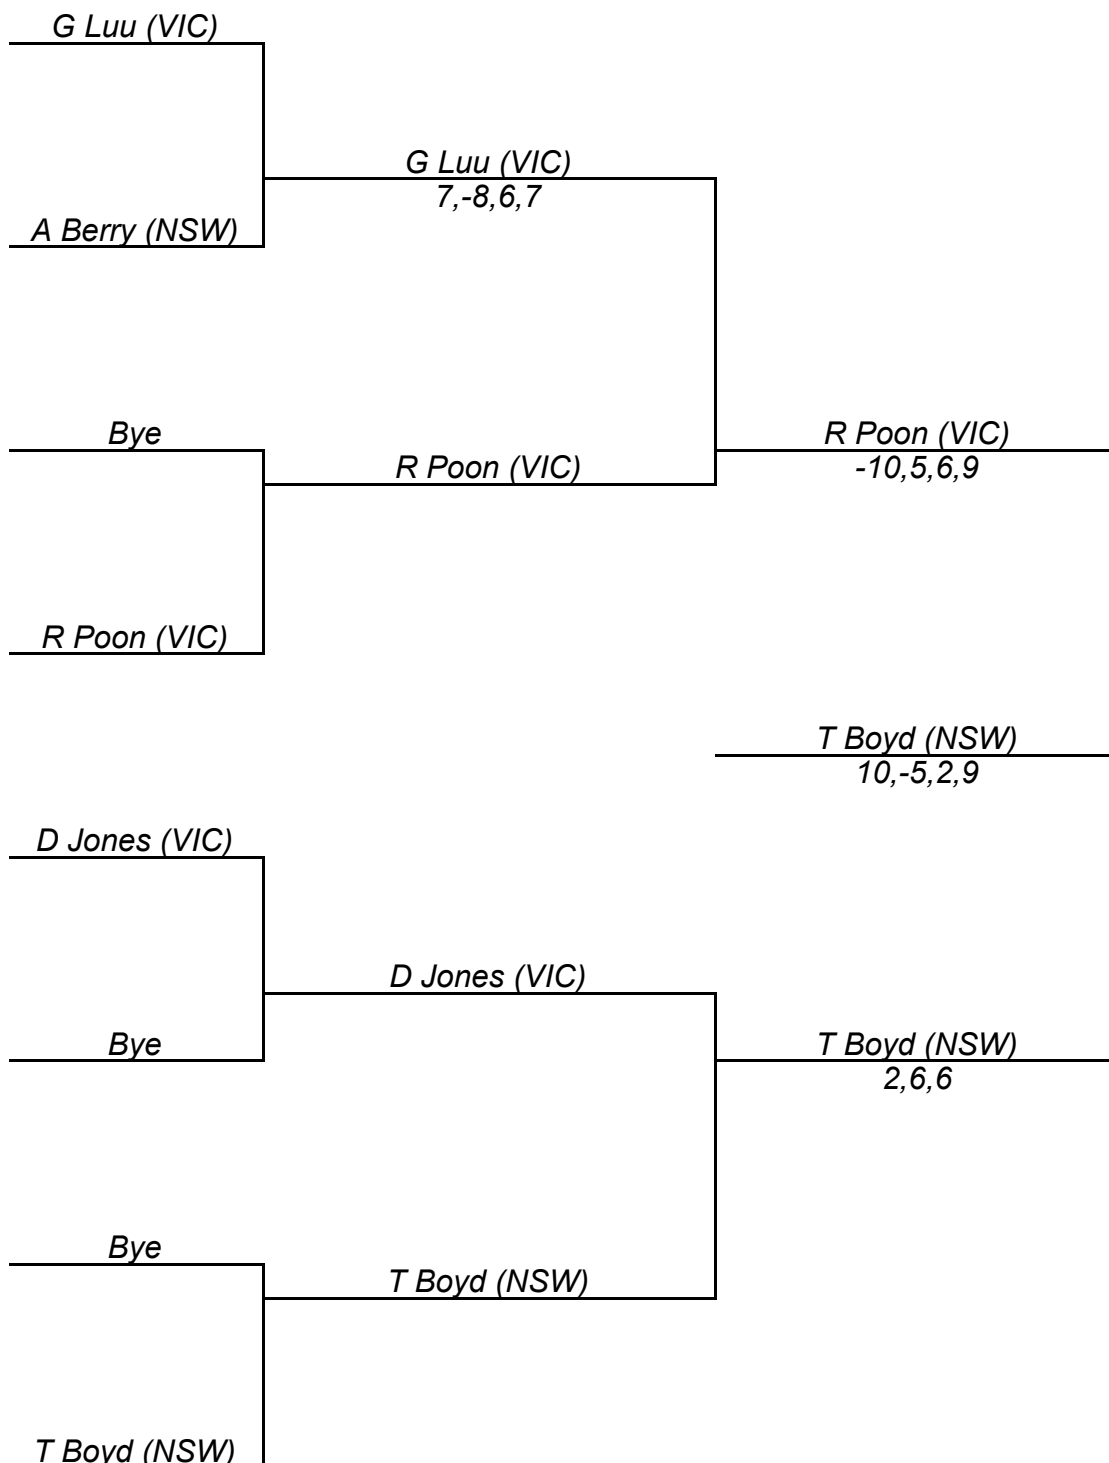 G Luu (VIC)
G Luu (VIC)
7,-8,6,7
A Berry (NSW)
Bye
R Poon (VIC)
-10,5,6,9
R Poon (VIC)
R Poon (VIC)
T Boyd (NSW)
10,-5,2,9
D Jones (VIC)
D Jones (VIC)
Bye
T Boyd (NSW)
2,6,6
Bye
T Boyd (NSW)
T Boyd (NSW)